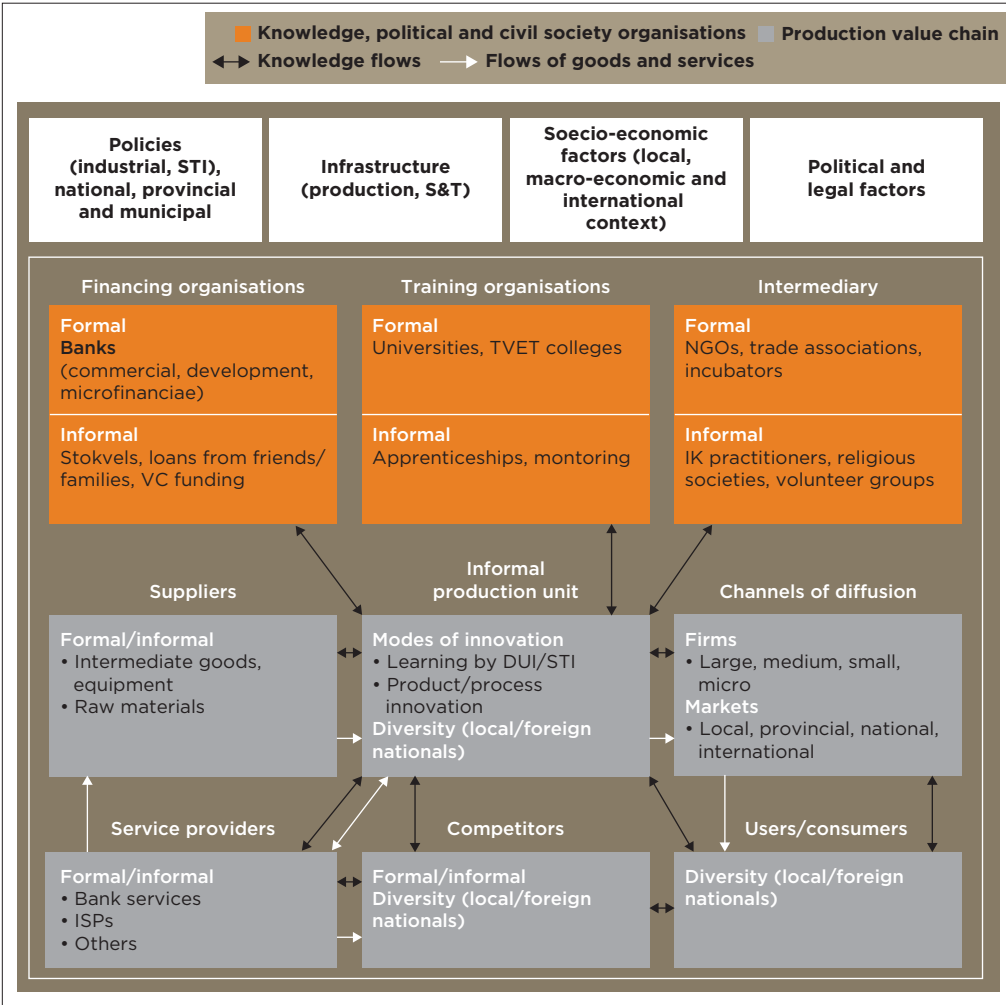 Knowledge, political and civil society organisations Production value chain
Knowledge flows Flows of goods and services
Policies
(industrial, STI),
national, provincial
and municipal
Infrastructure
(production, S&T)
Soecio-economic
factors (local,
macro-economic and
international
context)
Political and
legal factors
Financing organisations
Formal
Banks
(commercial, development,
microfinanciae)
Informal
Stokvels, loans from friends/
families, VC funding
Training organisations
Formal
Universities, TVET colleges
Informal
Apprenticeships, montoring
Intermediary
Formal
NGOs, trade associations,
incubators
Informal
IK practitioners, religious
societies, volunteer groups
Suppliers
Formal/informal
• Intermediate goods,
equipment
• Raw materials
Informal
production unit
Modes of innovation
• Learning by DUI/STI
• Product/process
innovation
Diversity (local/foreign
nationals)
Channels of diffusion
Firms
• Large, medium, small,
micro
Markets
• Local, provincial, national,
international
Service providers
Formal/informal
• Bank services
• ISPs
• Others
Competitors
Formal/informal
Diversity (local/foreign
nationals)
Users/consumers
Diversity (local/foreign
nationals)